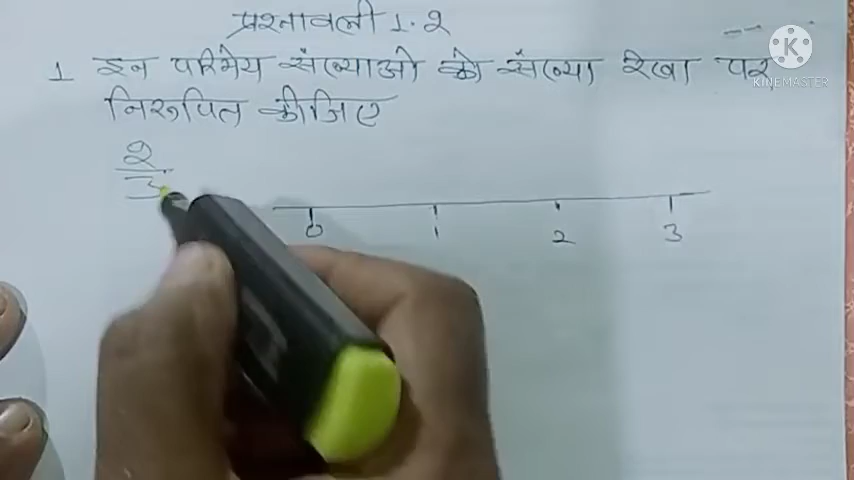 प्रश्नावली 1.2
1 इन परिमेय संख्याओ को संख्या रेखा पर
निरूपित कीजिए
2
3
0 1 2 3
K
KINEMASTER